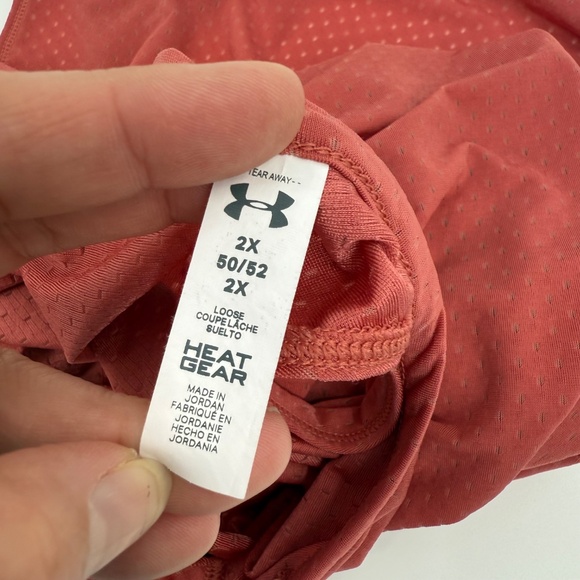 TEAR AWAY--
2X
50/52
2X
LOOSE
COUPE LÂCHE
SUELTO
HEAT
GEAR
MADE IN
JORDAN
FABRIQUÉ EN
JORDANIE
HECHO EN
JORDANIA